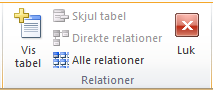 Vis
tabel
Skjul tabel
Direkte relationer
Alle relationer
Luk
Relationer